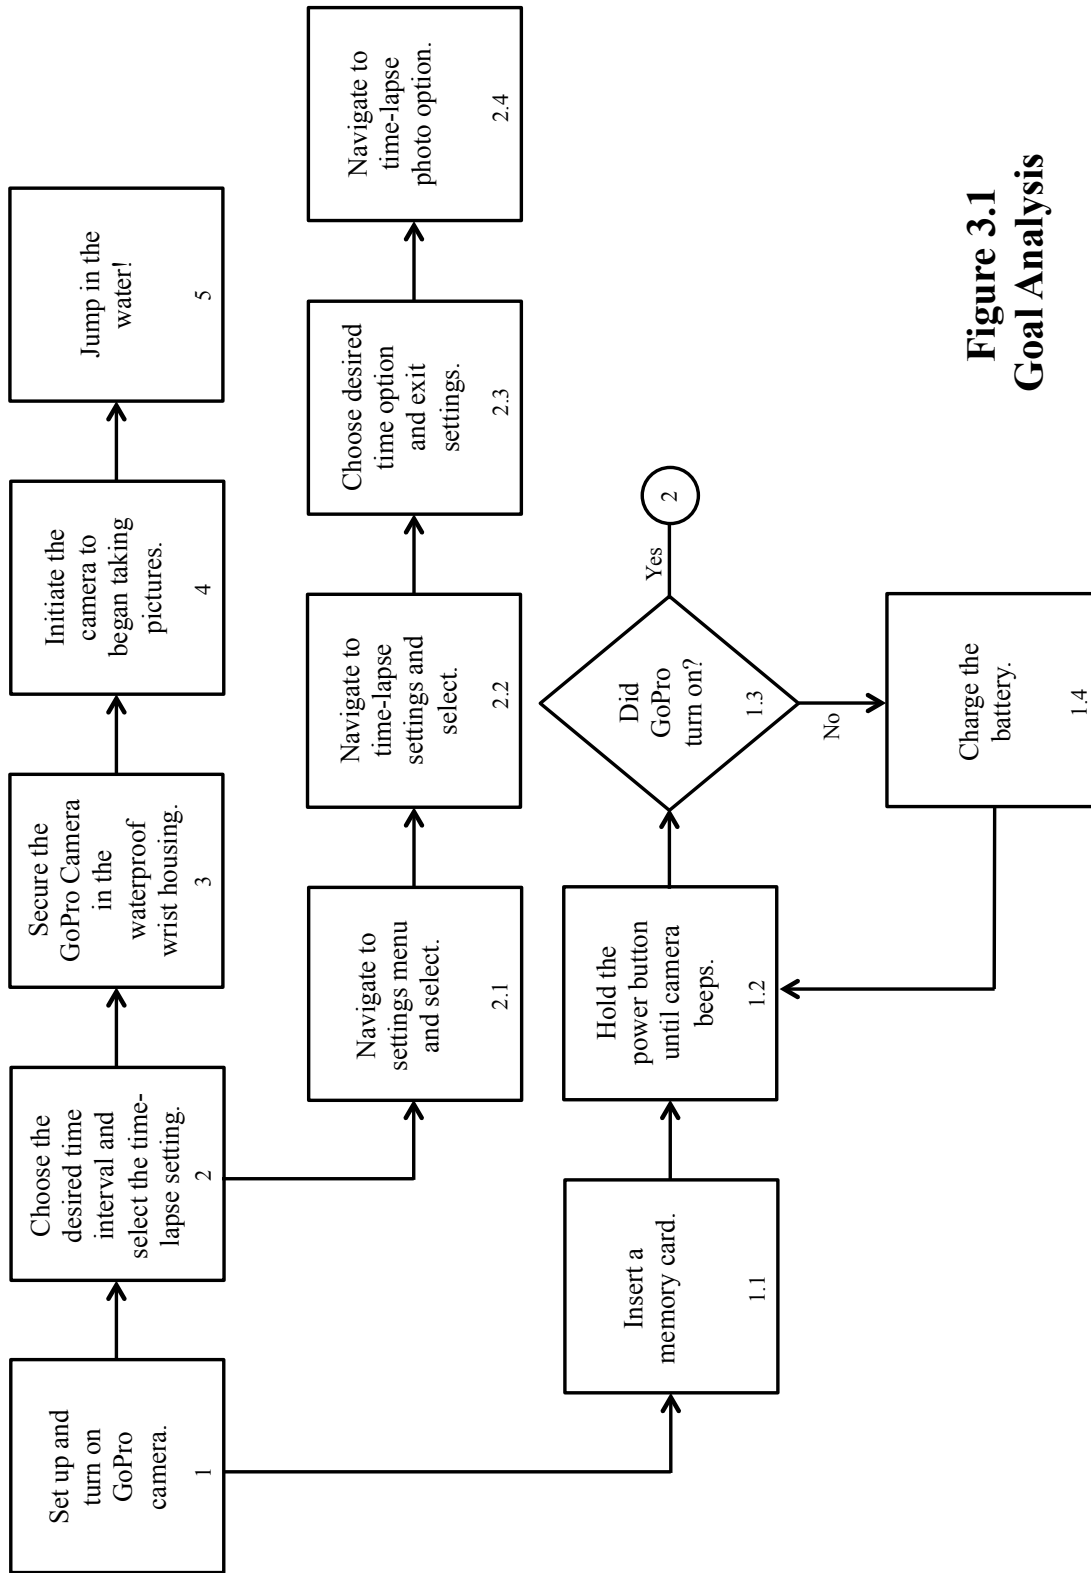 Set up and
turn on
GoPro
camera.
1
Choose the
desired time
interval and
select the time-
lapse setting.
2
Secure the
GoPro Camera
in the
waterproof
wrist housing.
3
Initiate the
camera to
began taking
pictures.
4
Jump in the
water!
5
Navigate to
settings menu
and select.
2.1
Navigate to
time-lapse
settings and
select.
2.2
Choose desired
time option
and exit
settings.
2.3
Navigate to
time-lapse
photo option.
2.4
Insert a
memory card.
1.1
Hold the
power button
until camera
beeps.
1.2
Did
GoPro
turn on?
1.3
Yes
2
No
Charge the
battery.
1.4
Figure 3.1
Goal Analysis